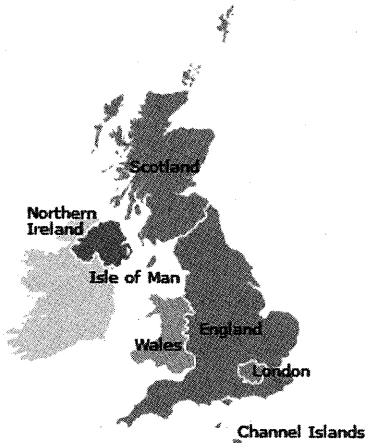 Scotland
Northern
Ireland
Isle of Man
England
Wales
London
Channel Islands